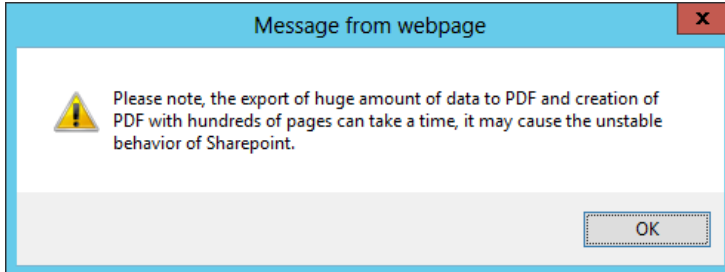 Message from webpage
x
Please note, the export of huge amount of data to PDF and creation of
PDF with hundreds of pages can take a time, it may cause the unstable
behavior of Sharepoint.
OK